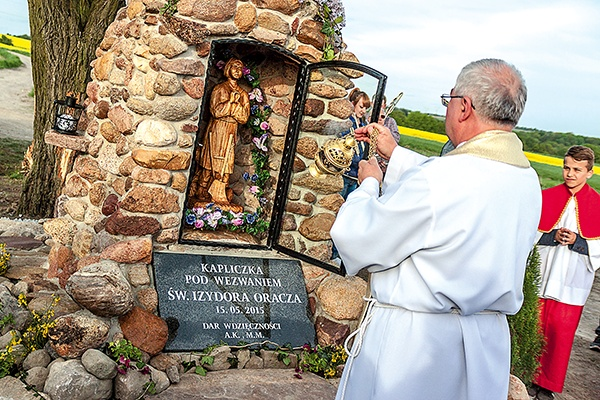 KAPLICZKA
POD WEZWANIEM
ŚW. IZYDORA ORACZA
15.05.2015
DAR WDZIĘCZNOŚCI
A.K., M.M.